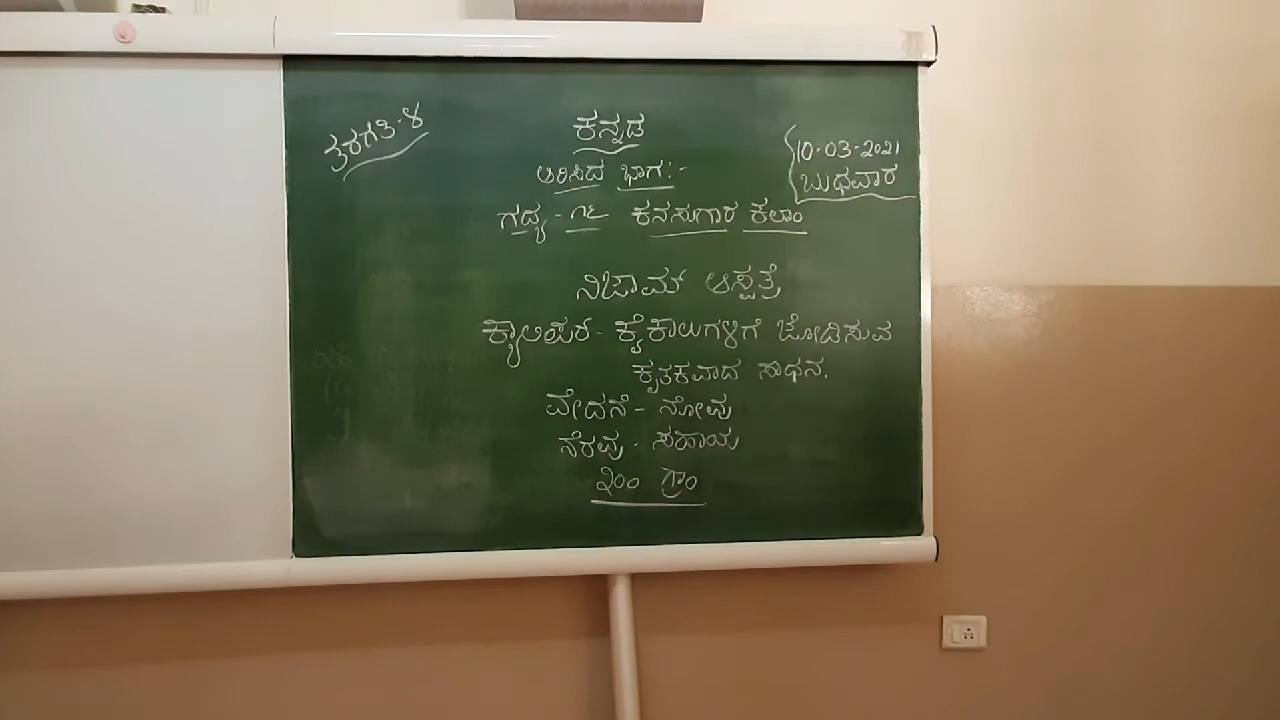 ತರಗತಿ-೪
ಕನ್ನಡ
10-03-2021
ಬುಧವಾರ
ಆರಿಸಿದ ಭಾಗ:-
ಗದ್ಯ - ೧೬ ಕನಸುಗಾರ ಕಲಾಂ
ನಿಜಾಮ್ ಆಸ್ಪತ್ರೆ
ಕ್ಯಾಲಿಪರ - ಕೈಕಾಲುಗಳಿಗೆ ಜೋಡಿಸುವ
ಕೃತಕವಾದ ಸಾಧನ.
ವೇದನೆ - ನೋವು
ನೆರವು - ಸಹಾಯ
೩೦೦ ಗ್ರಾಂ